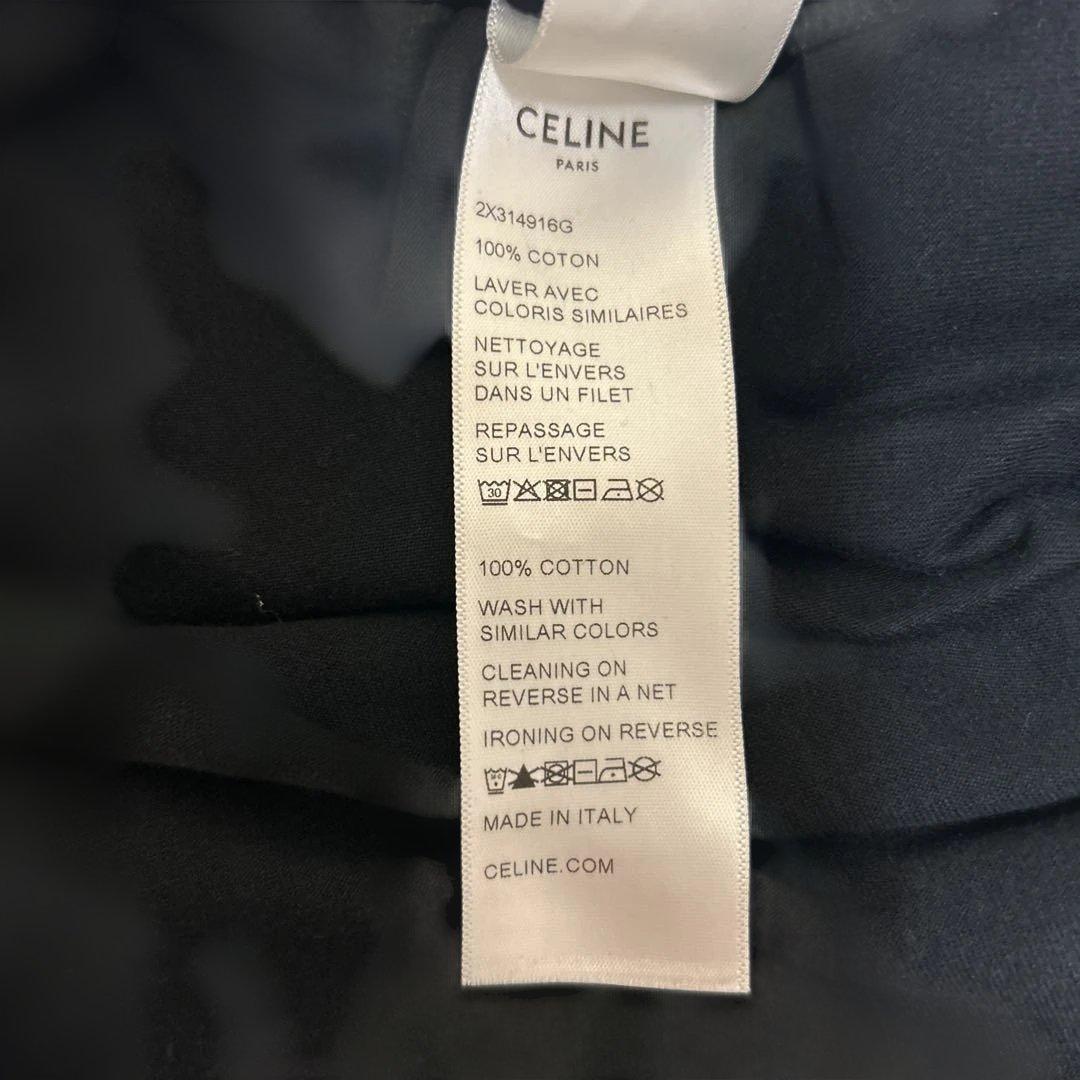 CELINE
PARIS
2X314916G
100% COTON
LAVER AVEC
COLORIS SIMILAIRES
NETTOYAGE
SUR L'ENVERS
DANS UN FILET
REPASSAGE
SUR L'ENVERS
30
100% COTTON
WASH WITH
SIMILAR COLORS
CLEANING ON
REVERSE IN A NET
IRONING ON REVERSE
MADE IN ITALY
CELINE.COM